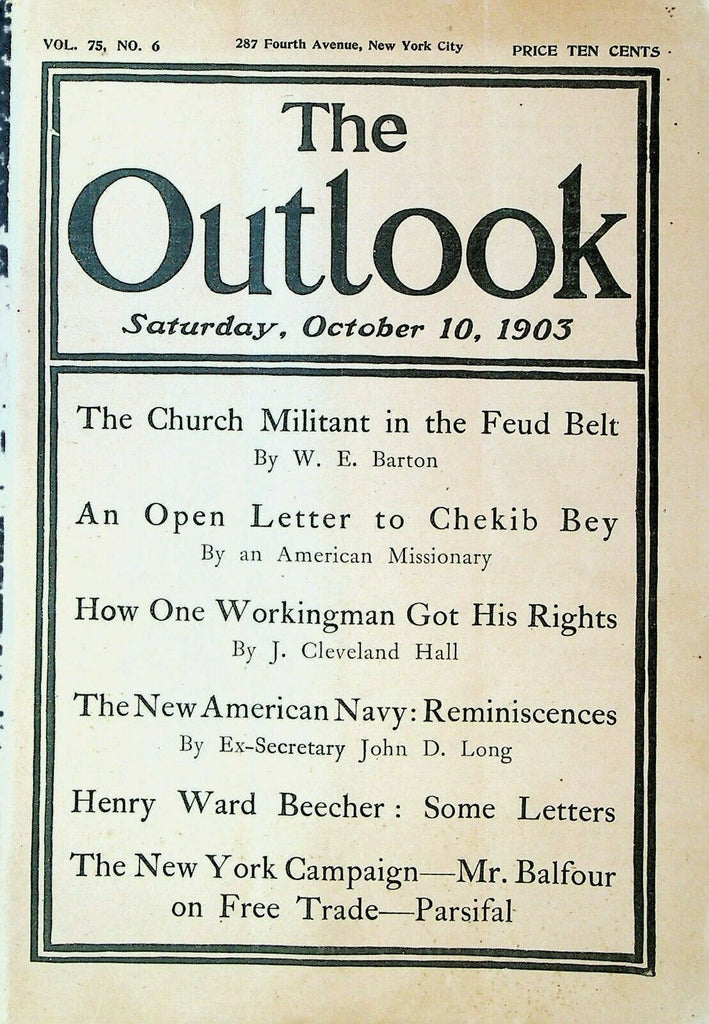 VOL. 75, NO. 6
287 Fourth Avenue, New York City
PRICE TEN CENTS
The
Outlook
Saturday, October 10, 1903
The Church Militant in the Feud Belt
By W. E. Barton
An Open Letter to Chekib Bey
By an American Missionary
How One Workingman Got His Rights
By J. Cleveland Hall
The New American Navy: Reminiscences
By Ex-Secretary John D. Long
Henry Ward Beecher: Some Letters
The New York Campaign—Mr. Balfour
on Free Trade—Parsifal